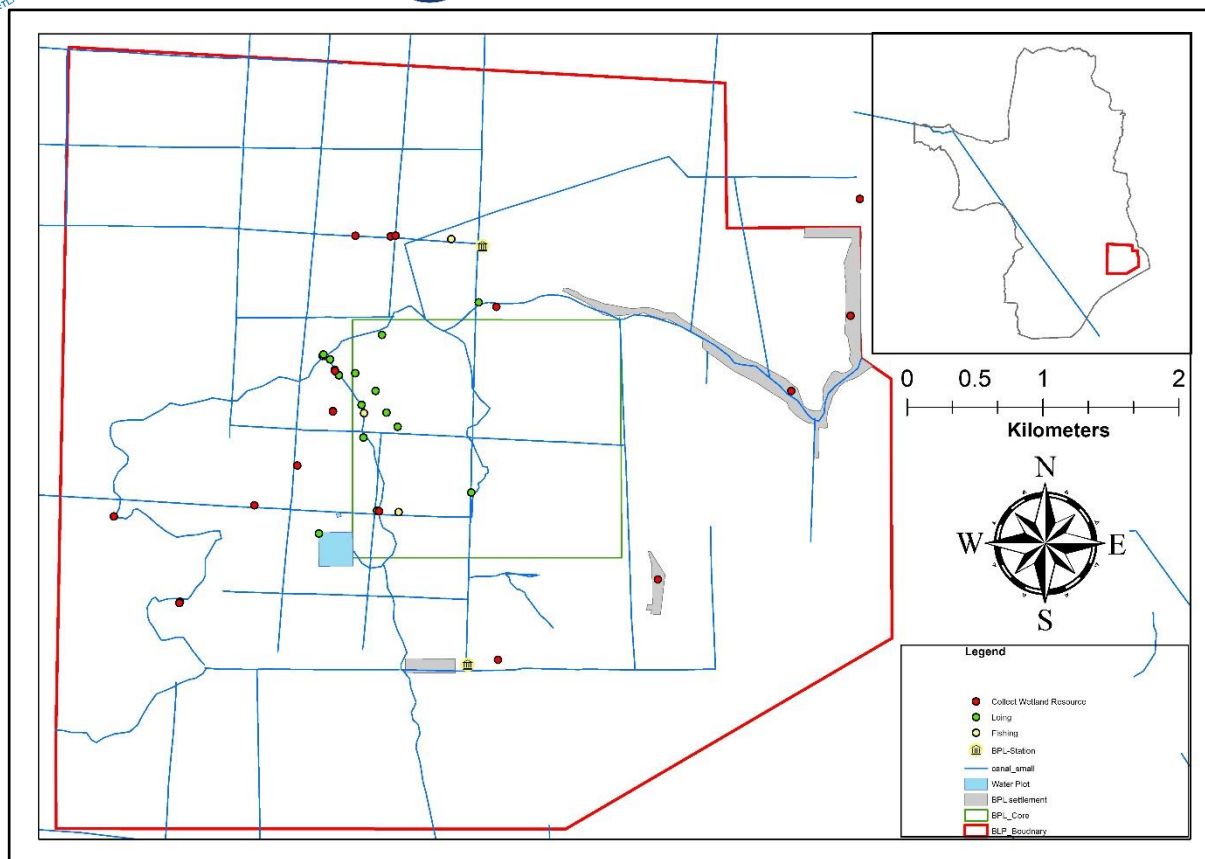 0 0.5 1 2
Kilometers
N
W E
S
Legend
Collect Wetland Resource
Loing
Fishing
BPL-Station
canal_small
Water Plot
BPL settlement
BPL_Core
BLP_Boudnary